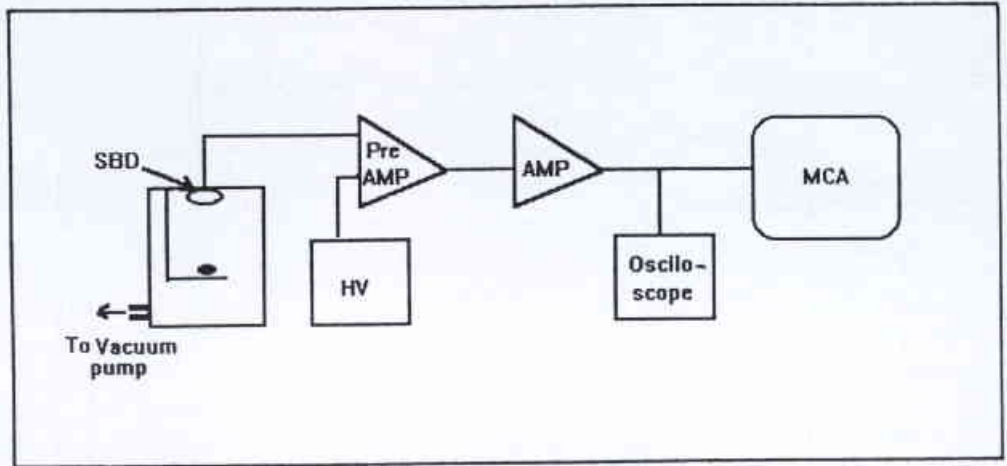 SBD
Pre
AMP
AMP
MCA
HV
Oscilo-
scope
To Vacuum
pump